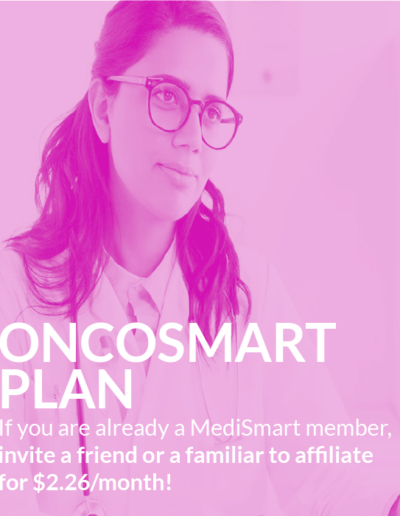 ONCOSMART
PLAN
If you are already a MediSmart member,
invite a friend or a familiar to affiliate
for $2.26/month!